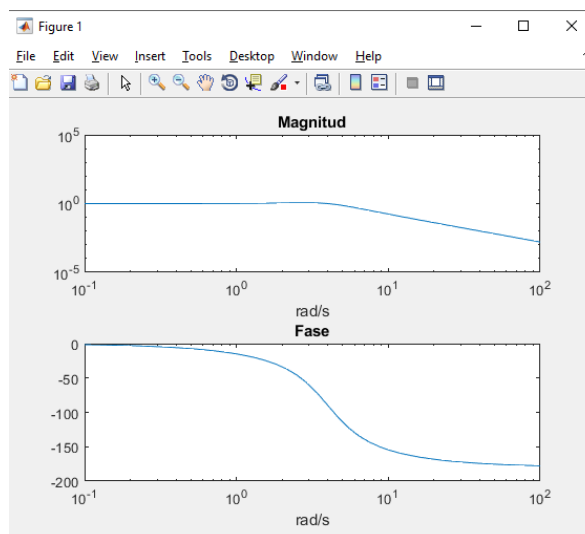 Figure 1
File Edit View Insert Tools Desktop Window Help
Magnitud
10^5
10^0
10^-5
10^-1 10^0 10^1 10^2
rad/s
Fase
0
-50
-100
-150
-200
10^-1 10^0 10^1 10^2
rad/s